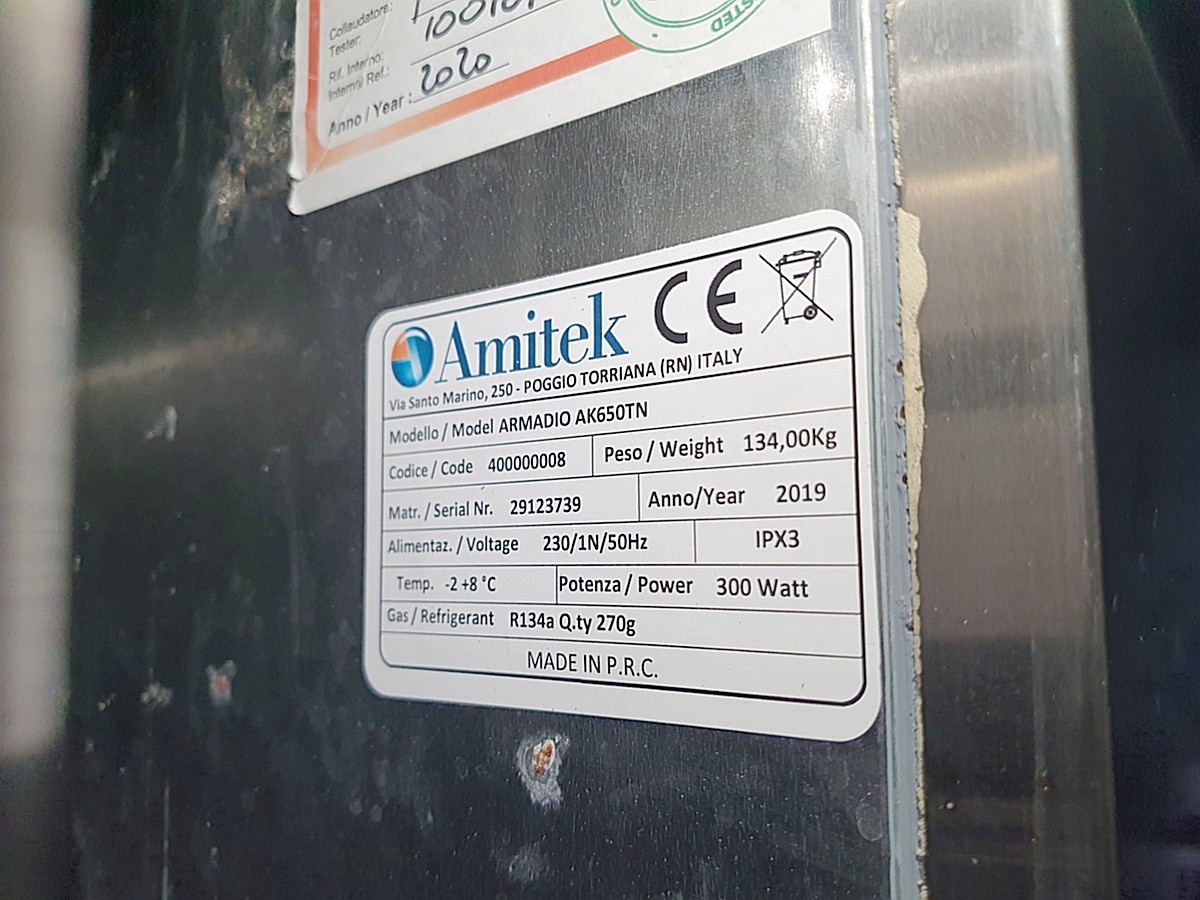 Collaudatore:
Tester:
Rif. Interno:
Internal Ref.:
Anno / Year : 2020
TESTED
CE
Amitek
Via Santo Marino, 250 - POGGIO TORRIANA (RN) ITALY
Modello / Model ARMADIO AK650TN
Codice / Code 400000008 Peso / Weight 134,00Kg
Matr. / Serial Nr. 29123739 Anno/Year 2019
Alimentaz. / Voltage 230/1N/50Hz IPX3
Temp. -2 +8 °C Potenza / Power 300 Watt
Gas / Refrigerant R134a Q.ty 270g
MADE IN P.R.C.